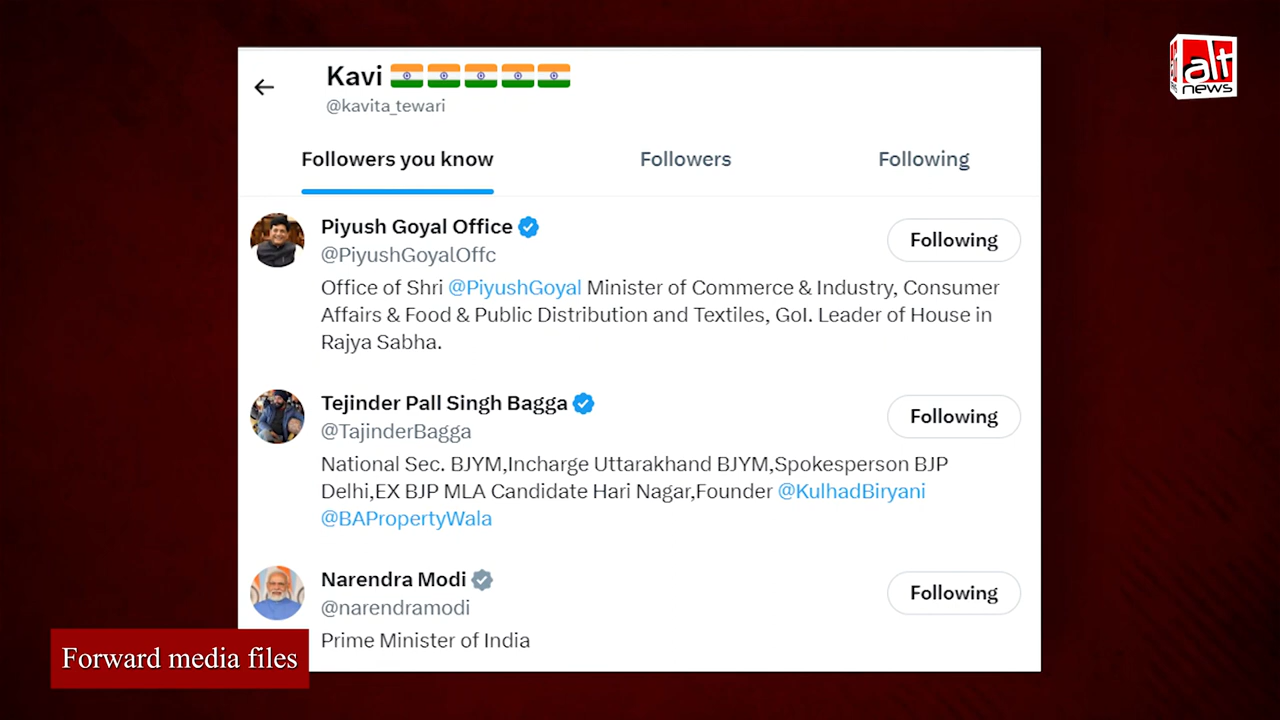 alt
news
Kavi 🇮🇳🇮🇳🇮🇳🇮🇳🇮🇳
@kavita_tewari
Followers you know Followers Following
Piyush Goyal Office
Following
@PiyushGoyalOffc
Office of Shri @PiyushGoyal Minister of Commerce & Industry, Consumer
Affairs & Food & Public Distribution and Textiles, GoI. Leader of House in
Rajya Sabha.
Tejinder Pall Singh Bagga
Following
@TajinderBagga
National Sec. BJYM,Incharge Uttarakhand BJYM,Spokesperson BJP
Delhi,EX BJP MLA Candidate Hari Nagar,Founder @KulhadBiryani
@BAPropertyWala
Narendra Modi
Following
@narendramodi
Prime Minister of India
Forward media files